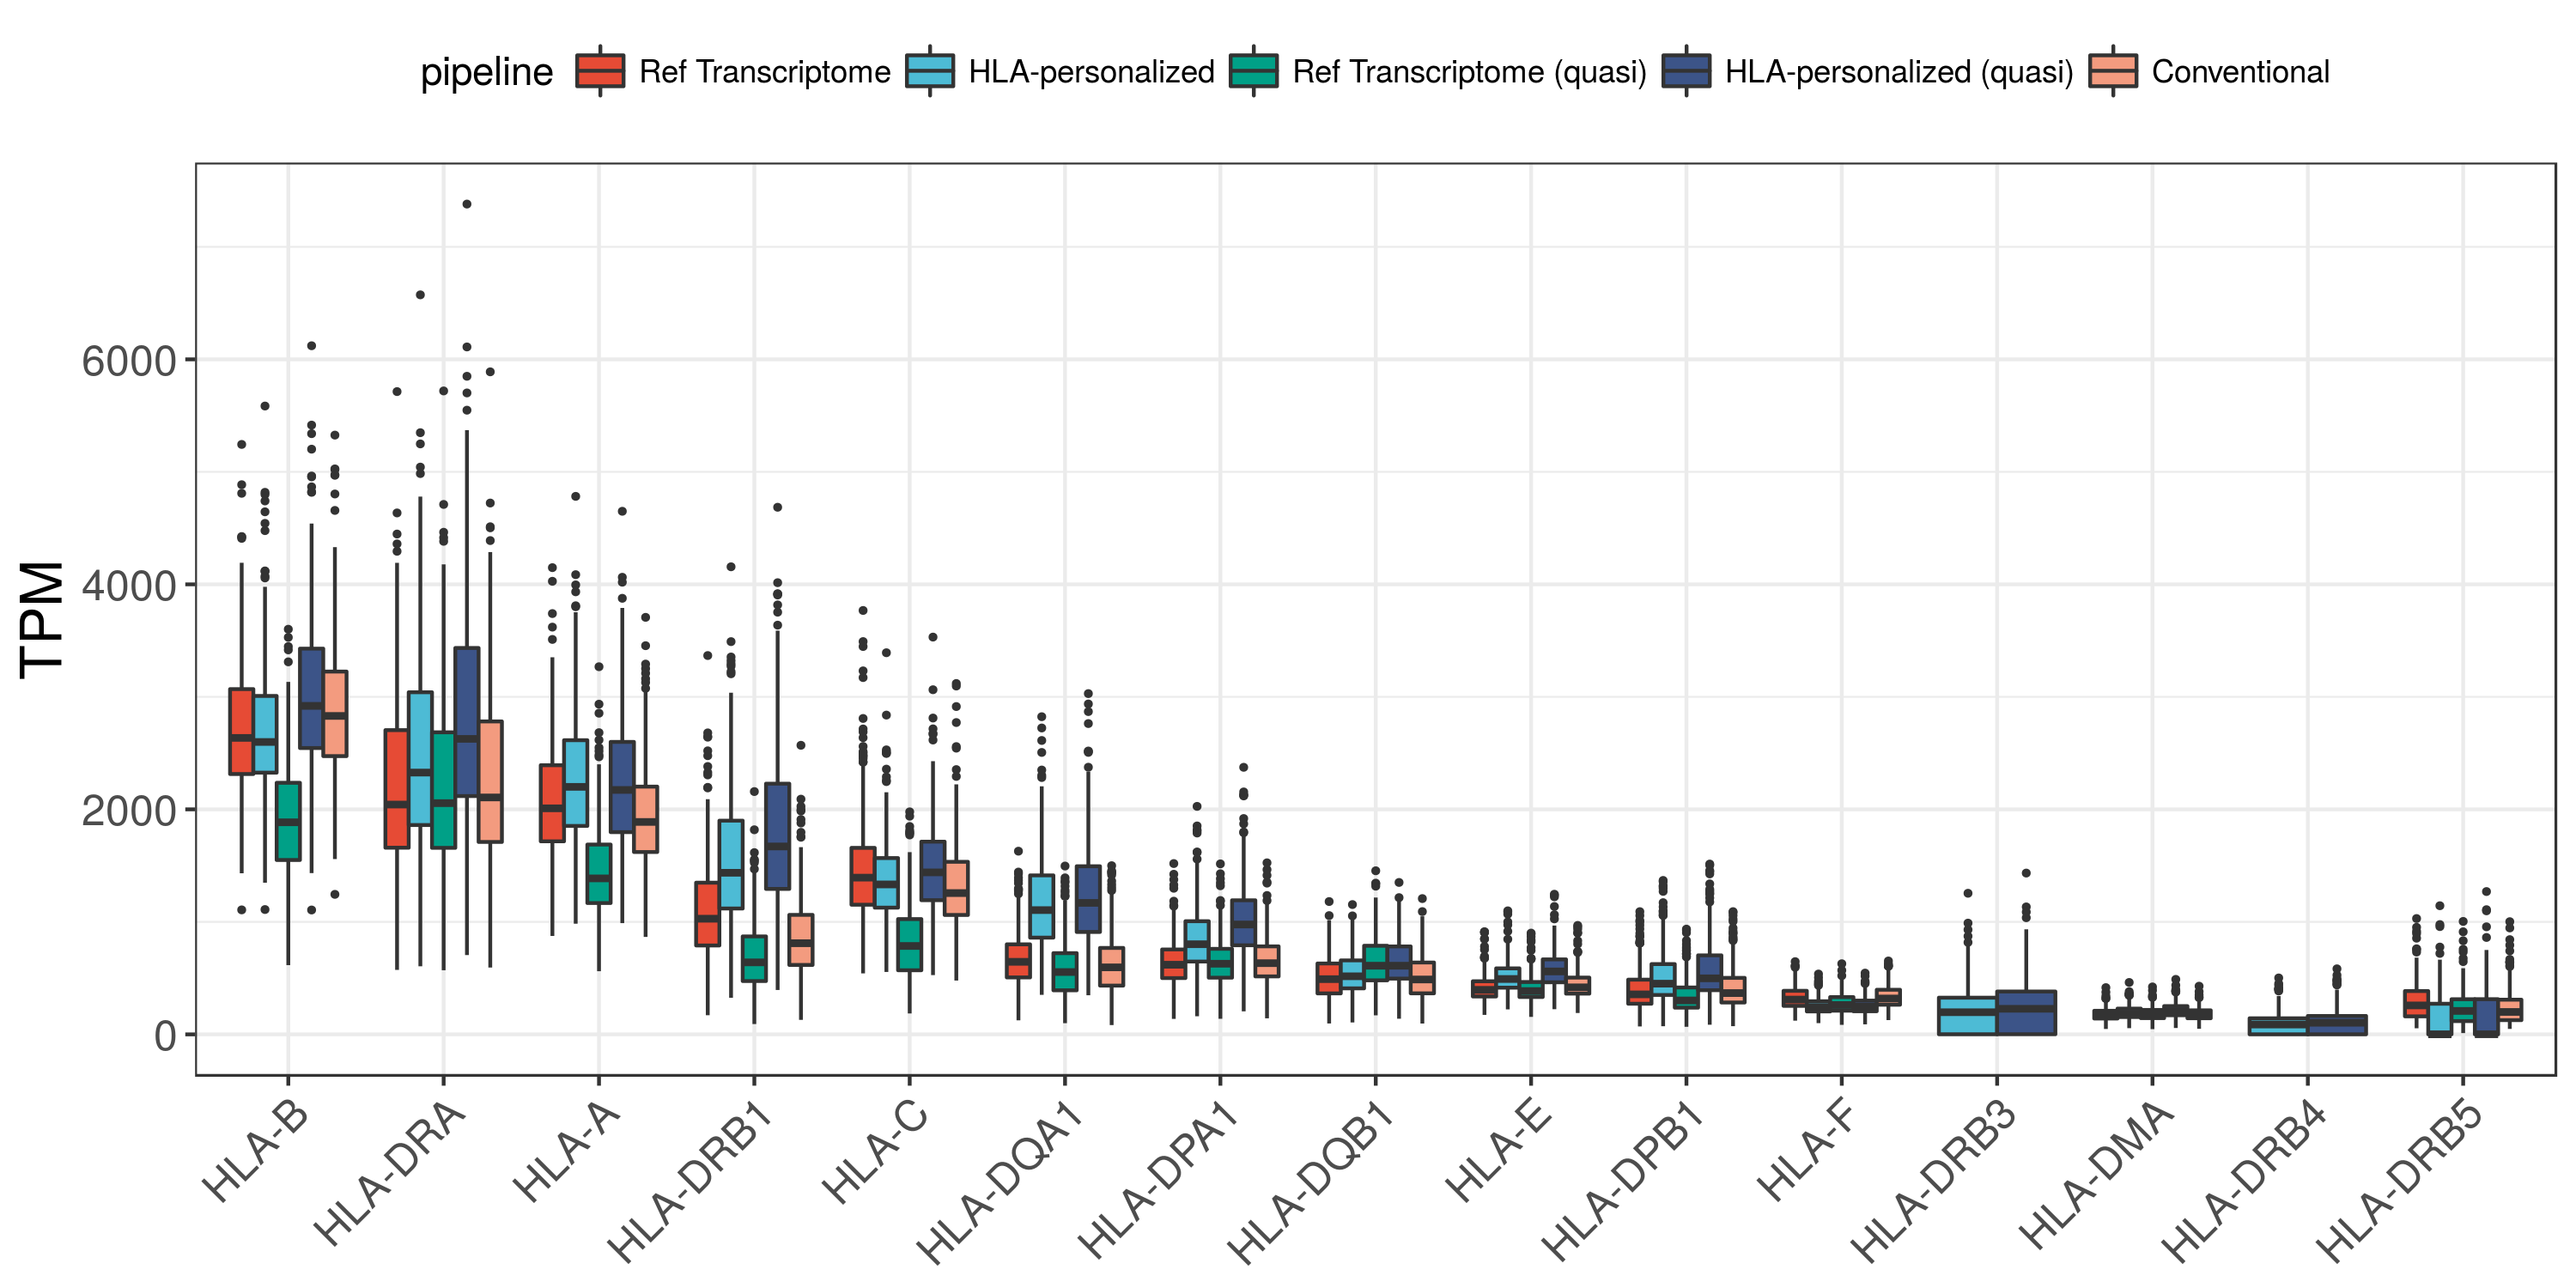 pipeline Ref Transcriptome HLA-personalized Ref Transcriptome (quasi) HLA-personalized (quasi) Conventional
TPM
6000
4000
2000
0
HLA-B HLA-DRA HLA-A HLA-DRB1 HLA-C HLA-DQA1 HLA-DPA1 HLA-DQB1 HLA-E HLA-DPB1 HLA-F HLA-DRB3 HLA-DMA HLA-DRB4 HLA-DRB5